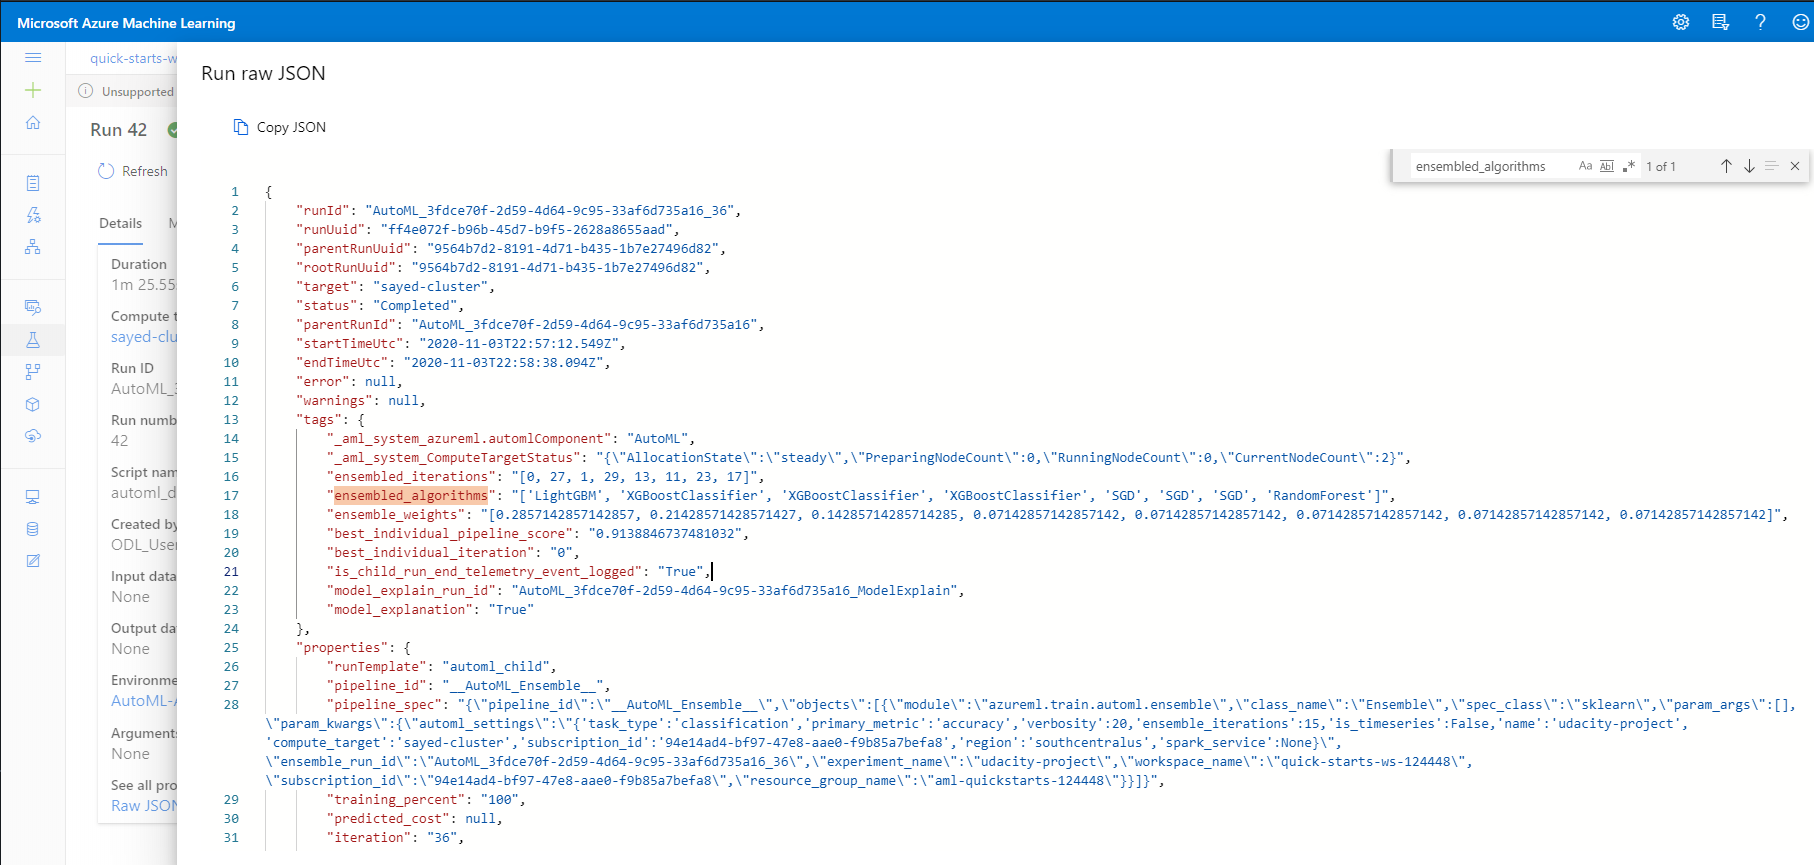 Microsoft Azure Machine Learning
quick-starts-w
Unsupported
Run 42
Refresh
Details M
Duration
1m 25.55s
Compute t
sayed-clu
Run ID
AutoML_3
Run numb
42
Script nam
automl_d
Created by
ODL_User
Input data
None
Output da
None
Environme
AutoML-A
Arguments
None
See all pro
Raw JSON
Run raw JSON
Copy JSON
ensembled_algorithms Aa Abl .* 1 of 1
1 {
2 "runId": "AutoML_3fdce70f-2d59-4d64-9c95-33af6d735a16_36",
3 "runUuid": "ff4e072f-b96b-45d7-b9f5-2628a8655aad",
4 "parentRunUuid": "9564b7d2-8191-4d71-b435-1b7e27496d82",
5 "rootRunUuid": "9564b7d2-8191-4d71-b435-1b7e27496d82",
6 "target": "sayed-cluster",
7 "status": "Completed",
8 "parentRunId": "AutoML_3fdce70f-2d59-4d64-9c95-33af6d735a16",
9 "startTimeUtc": "2020-11-03T22:57:12.549Z",
10 "endTimeUtc": "2020-11-03T22:58:38.094Z",
11 "error": null,
12 "warnings": null,
13 "tags": {
14 "_aml_system_azureml.automlComponent": "AutoML",
15 "_aml_system_ComputeTargetStatus": "{\"AllocationState\":\"steady\",\"PreparingNodeCount\":0,\"RunningNodeCount\":0,\"CurrentNodeCount\":2}",
16 "ensembled_iterations": "[0, 27, 1, 29, 13, 11, 23, 17]",
17 "ensembled_algorithms": "['LightGBM', 'XGBoostClassifier', 'XGBoostClassifier', 'XGBoostClassifier', 'SGD', 'SGD', 'SGD', 'RandomForest']",
18 "ensemble_weights": "[0.2857142857142857, 0.21428571428571427, 0.14285714285714285, 0.07142857142857142, 0.07142857142857142, 0.07142857142857142, 0.07142857142857142, 0.07142857142857142]",
19 "best_individual_pipeline_score": "0.9138846737481032",
20 "best_individual_iteration": "0",
21 "is_child_run_end_telemetry_event_logged": "True",
22 "model_explain_run_id": "AutoML_3fdce70f-2d59-4d64-9c95-33af6d735a16_ModelExplain",
23 "model_explanation": "True"
24 },
25 "properties": {
26 "runTemplate": "automl_child",
27 "pipeline_id": "__AutoML_Ensemble__",
28 "pipeline_spec": "{\"pipeline_id\":\"__AutoML_Ensemble__\",\"objects\":[{\"module\":\"azureml.train.automl.ensemble\",\"class_name\":\"Ensemble\",\"spec_class\":\"sklearn\",\"param_args\":[],
\"param_kwargs\":{\"automl_settings\":\"{'task_type':'classification','primary_metric':'accuracy','verbosity':20,'ensemble_iterations':15,'is_timeseries':False,'name':'udacity-project',
'compute_target':'sayed-cluster','subscription_id':'94e14ad4-bf97-47e8-aae0-f9b85a7befa8','region':'southcentralus','spark_service':None}\",
\"ensemble_run_id\":\"AutoML_3fdce70f-2d59-4d64-9c95-33af6d735a16_36\",\"experiment_name\":\"udacity-project\",\"workspace_name\":\"quick-starts-ws-124448\",
\"subscription_id\":\"94e14ad4-bf97-47e8-aae0-f9b85a7befa8\",\"resource_group_name\":\"aml-quickstarts-124448\"}}]}",
29 "training_percent": "100",
30 "predicted_cost": null,
31 "iteration": "36",